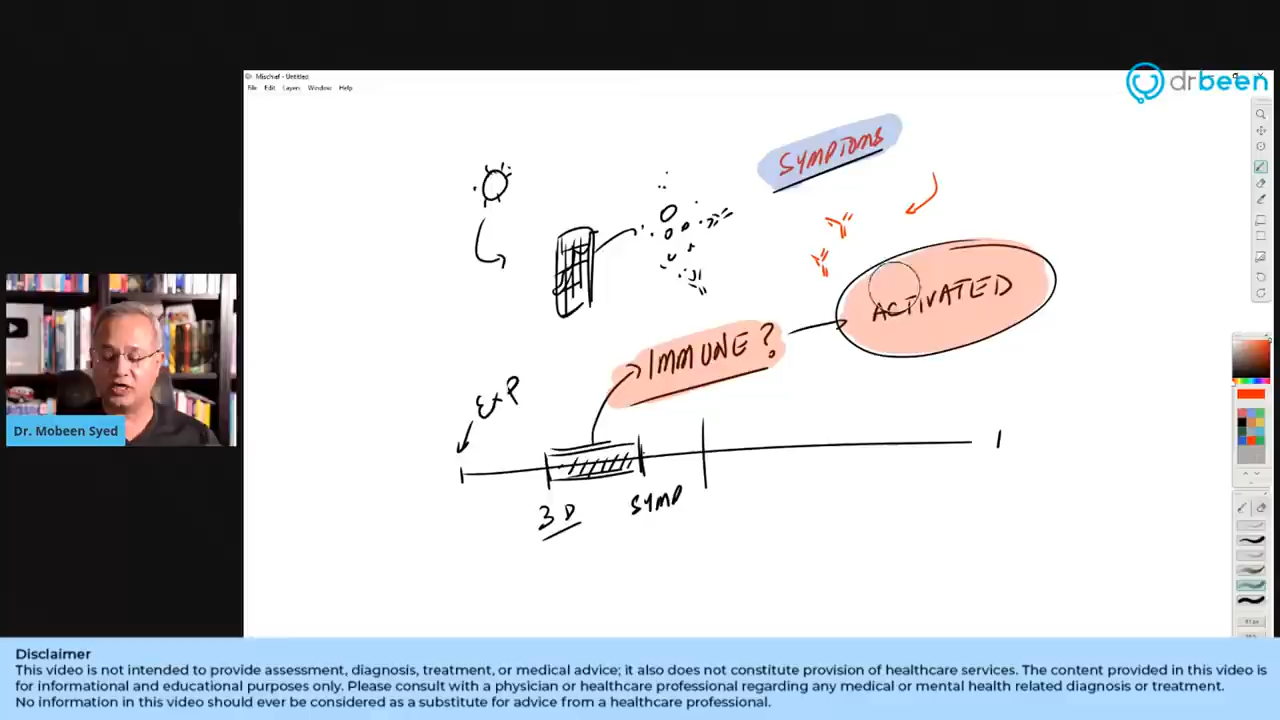 drbeen
Mischief - Untitled
File Edit Layers Window Help
SYMPTOMS
ACTIVATED
IMMUNE?
EXP
3 D
SYMP
Dr. Mobeen Syed
Disclaimer
This video is not intended to provide assessment, diagnosis, treatment, or medical advice; it also does not constitute provision of healthcare services. The content provided in this video is
for informational and educational purposes only. Please consult with a physician or healthcare professional regarding any medical or mental health related diagnosis or treatment.
No information in this video should ever be considered as a substitute for advice from a healthcare professional.